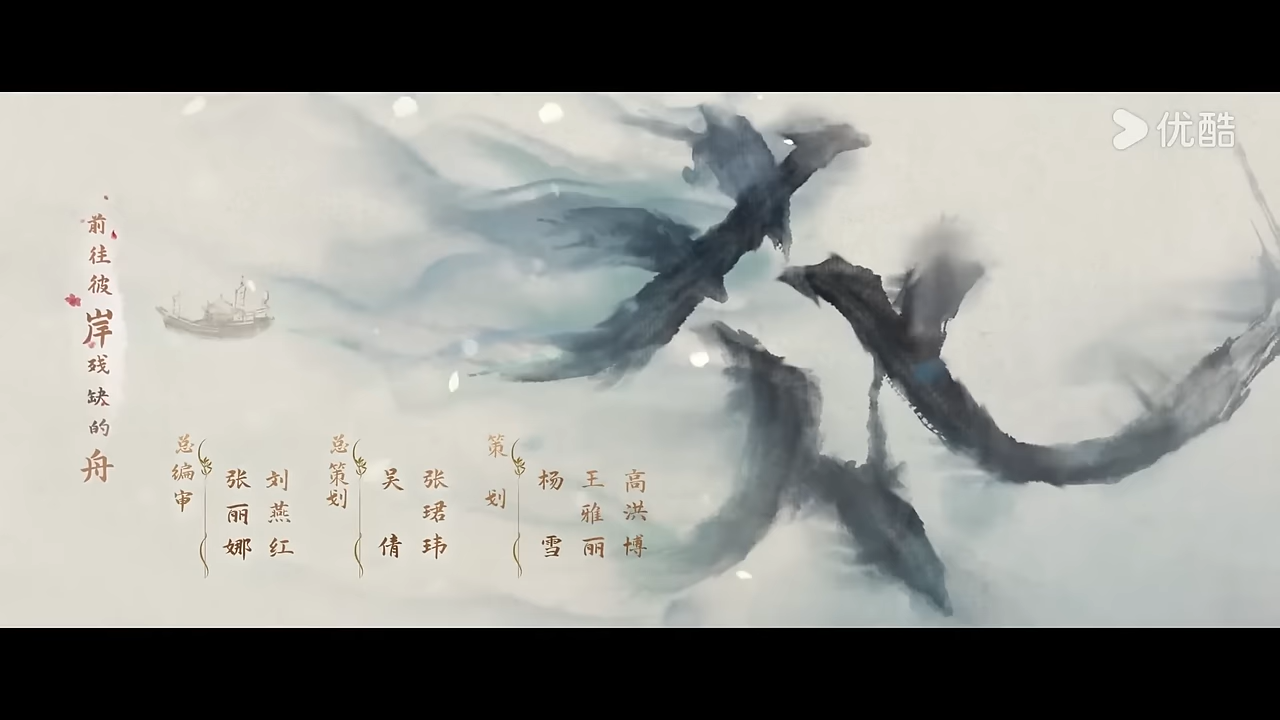 优酷
前往彼岸残缺的舟
总编审
张丽娜
刘燕红
总策划
吴倩
张珺玮
策划
杨雪
王雅丽
高洪博